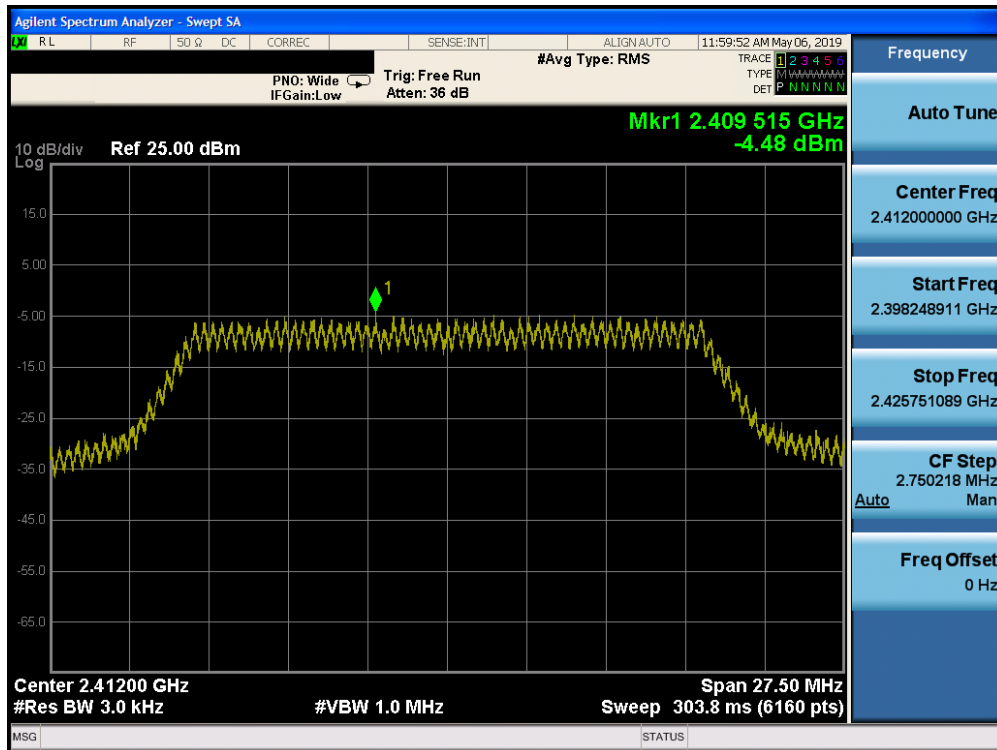 Agilent Spectrum Analyzer - Swept SA
LXI RL RF 50 Ω DC CORREC SENSE:INT ALIGN AUTO 11:59:52 AM May 06, 2019
Frequency
#Avg Type: RMS
TRACE 1 2 3 4 5 6
PNO: Wide Trig: Free Run
TYPE M W W W W W
IFGain:Low Atten: 36 dB
DET P N N N N N
Auto Tune
Mkr1 2.409 515 GHz
-4.48 dBm
10 dB/div Ref 25.00 dBm
Log
Center Freq
2.412000000 GHz
15.0
5.00
-5.00
-15.0
-25.0
-35.0
-45.0
-55.0
-65.0
1
Start Freq
2.398248911 GHz
Stop Freq
2.425751089 GHz
CF Step
2.750218 MHz
Auto Man
Freq Offset
0 Hz
Center 2.41200 GHz Span 27.50 MHz
#Res BW 3.0 kHz #VBW 1.0 MHz Sweep 303.8 ms (6160 pts)
MSG STATUS